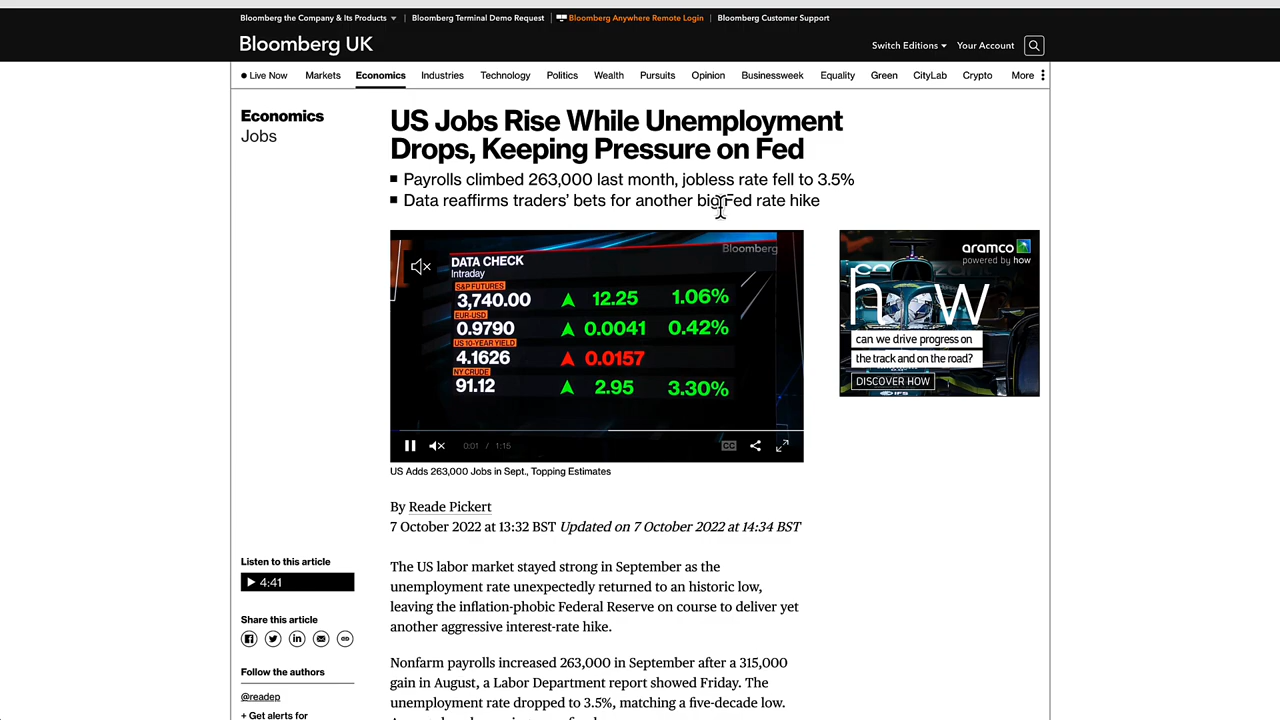 Bloomberg the Company & Its Products
Bloomberg Terminal Demo Request
Bloomberg Anywhere Remote Login
Bloomberg Customer Support
Bloomberg UK
Switch Editions
Your Account
Live Now
Markets
Economics
Industries
Technology
Politics
Wealth
Pursuits
Opinion
Businessweek
Equality
Green
CityLab
Crypto
More
Economics
Jobs
US Jobs Rise While Unemployment
Drops, Keeping Pressure on Fed
Payrolls climbed 263,000 last month, jobless rate fell to 3.5%
Data reaffirms traders' bets for another big Fed rate hike
Bloomberg
DATA CHECK
Intraday
S&P FUTURES
3,740.00 12.25 1.06%
EUR-USD
0.9790 0.0041 0.42%
US 10-YEAR YIELD
4.1626 0.0157
NY CRUDE
91.12 2.95 3.30%
0:01 / 1:15
CC
aramco
powered by how
how
can we drive progress on
the track and on the road?
DISCOVER HOW
US Adds 263,000 Jobs in Sept., Topping Estimates
By Reade Pickert
7 October 2022 at 13:32 BST Updated on 7 October 2022 at 14:34 BST
Listen to this article
4:41
Share this article
Follow the authors
@readep
+ Get alerts for
The US labor market stayed strong in September as the
unemployment rate unexpectedly returned to an historic low,
leaving the inflation-phobic Federal Reserve on course to deliver yet
another aggressive interest-rate hike.
Nonfarm payrolls increased 263,000 in September after a 315,000
gain in August, a Labor Department report showed Friday. The
unemployment rate dropped to 3.5%, matching a five-decade low.